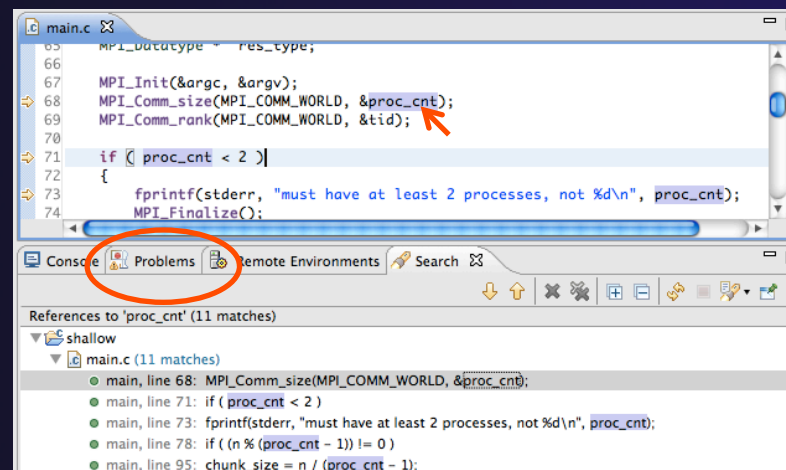 main.c
65 MPI_Datatype * res_type;
66
67 MPI_Init(&argc, &argv);
68 MPI_Comm_size(MPI_COMM_WORLD, &proc_cnt);
69 MPI_Comm_rank(MPI_COMM_WORLD, &tid);
70
71 if ( proc_cnt < 2 )
72 {
73 fprintf(stderr, "must have at least 2 processes, not %d\n", proc_cnt);
74 MPI_Finalize();
Console Problems Remote Environments Search
References to 'proc_cnt' (11 matches)
shallow
main.c (11 matches)
main, line 68: MPI_Comm_size(MPI_COMM_WORLD, &proc_cnt);
main, line 71: if ( proc_cnt < 2 )
main, line 73: fprintf(stderr, "must have at least 2 processes, not %d\n", proc_cnt);
main, line 78: if ( (n % (proc_cnt - 1)) != 0 )
main, line 95: chunk_size = n / (proc_cnt - 1);